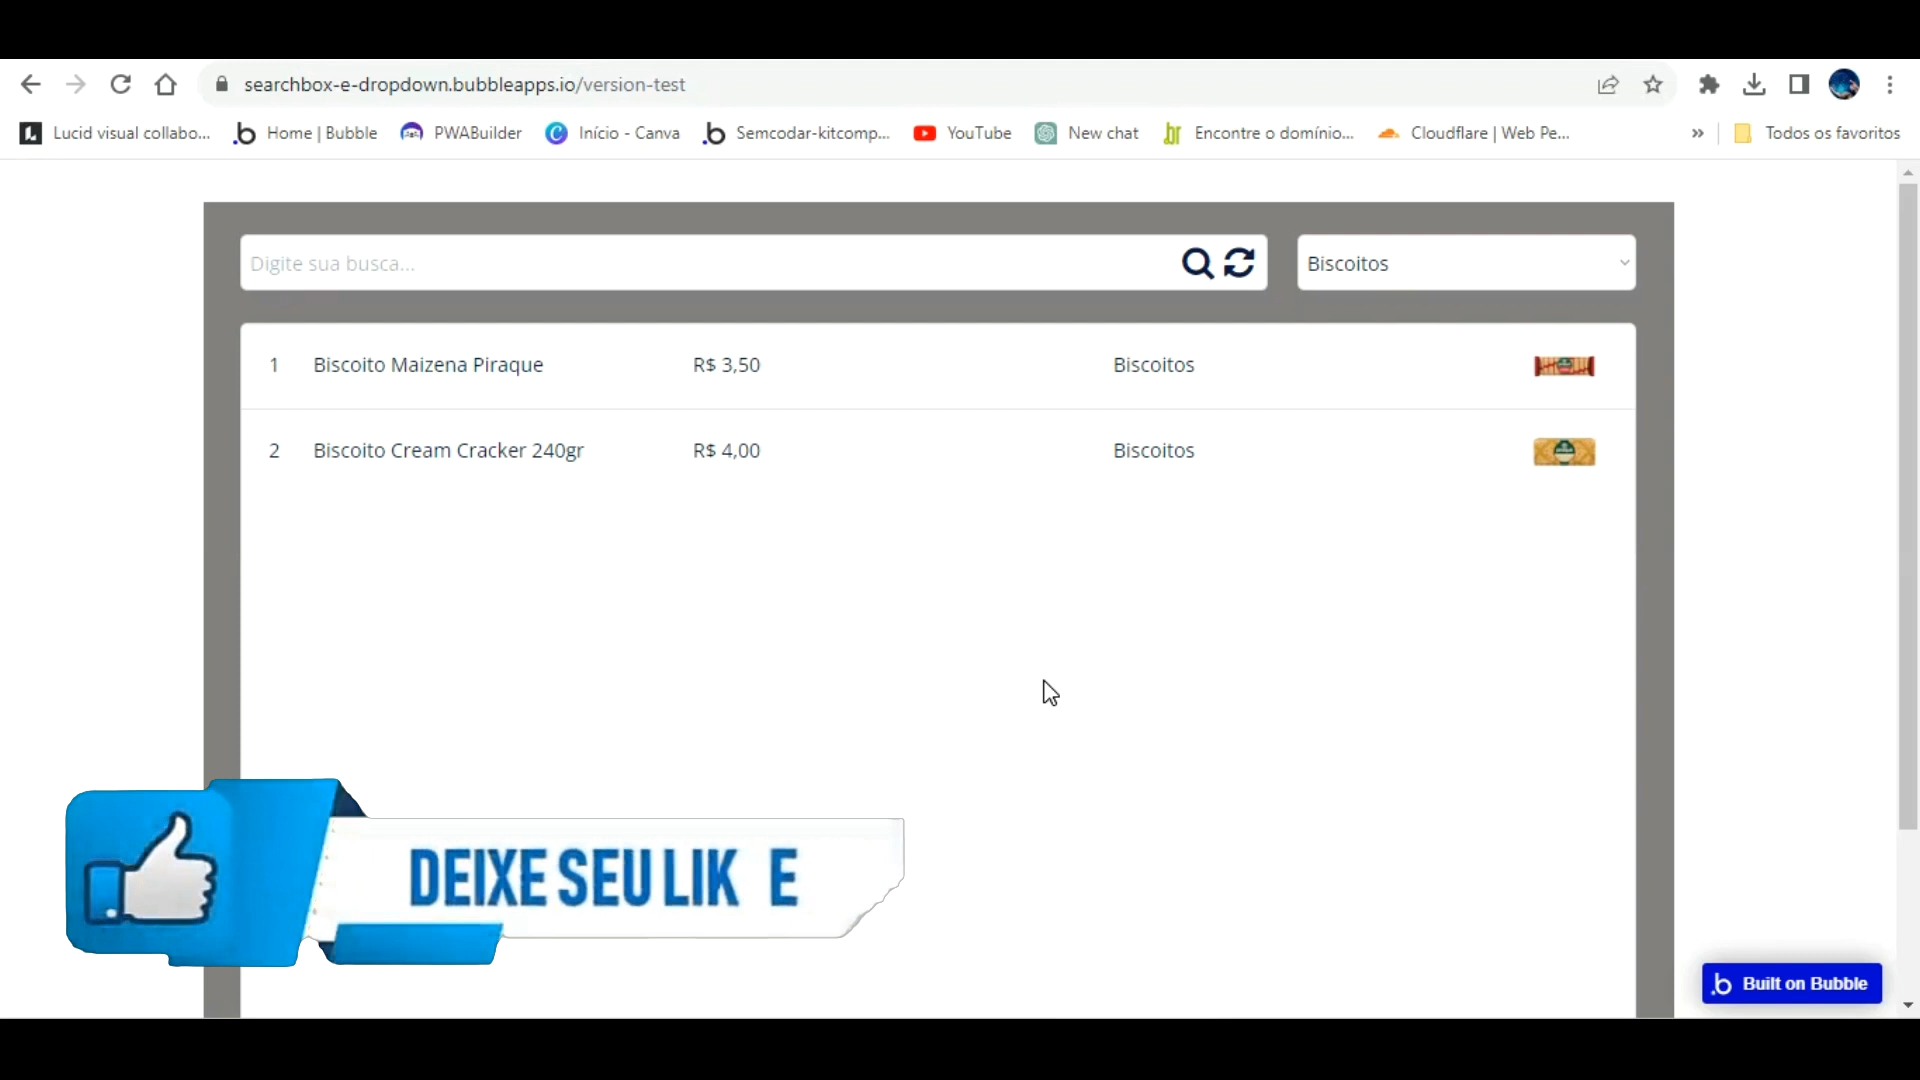 searchbox-e-dropdown.bubbleapps.io/version-test
Lucid visual collabo... Home | Bubble PWABuilder Início - Canva Semcodar-kitcomp... YouTube New chat Encontre o domínio... Cloudflare | Web Pe... » Todos os favoritos
Digite sua busca... Biscoitos
1 Biscoito Maizena Piraque R$ 3,50 Biscoitos
2 Biscoito Cream Cracker 240gr R$ 4,00 Biscoitos
DEIXE SEU LIK E
Built on Bubble